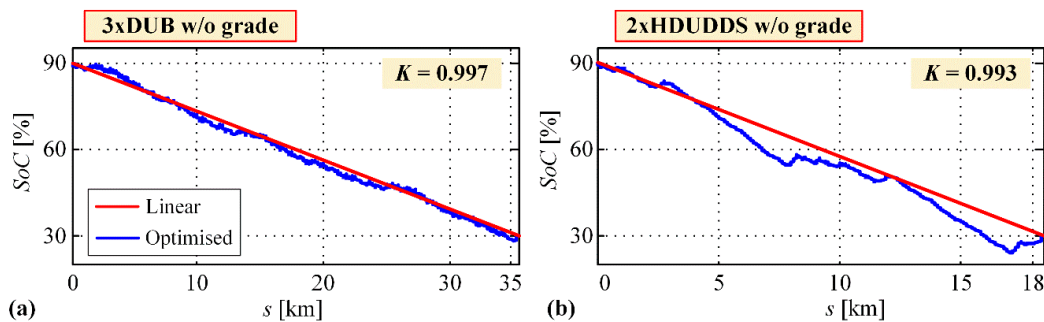 3xDUB w/o grade
K = 0.997
SoC [%]
90
60
30
Linear
Optimised
0 10 20 30 35
(a)
s [km]
2xHDUDDS w/o grade
K = 0.993
SoC [%]
90
60
30
0 5 10 15 18
(b)
s [km]